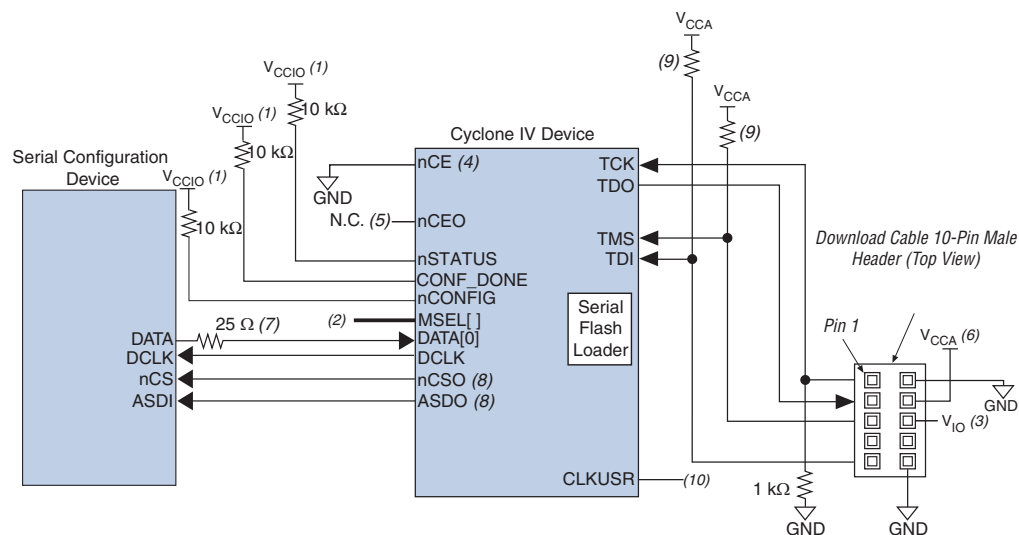 V_CCA
(9)
V_CCIO (1)
10 kΩ
V_CCA
(9)
V_CCIO (1)
10 kΩ
Cyclone IV Device
Serial Configuration
Device
nCE (4)
TCK
V_CCIO (1)
GND
TDO
10 kΩ
N.C. (5)
nCEO
TMS
Download Cable 10-Pin Male
Header (Top View)
nSTATUS
TDI
CONF_DONE
nCONFIG
Serial
Flash
Loader
(2)
MSEL[ ]
25 Ω (7)
DATA
DATA[0]
Pin 1
V_CCA (6)
DCLK
DCLK
nCS
nCSO (8)
GND
ASDI
ASDO (8)
V_IO (3)
CLKUSR
(10)
1 kΩ
GND
GND